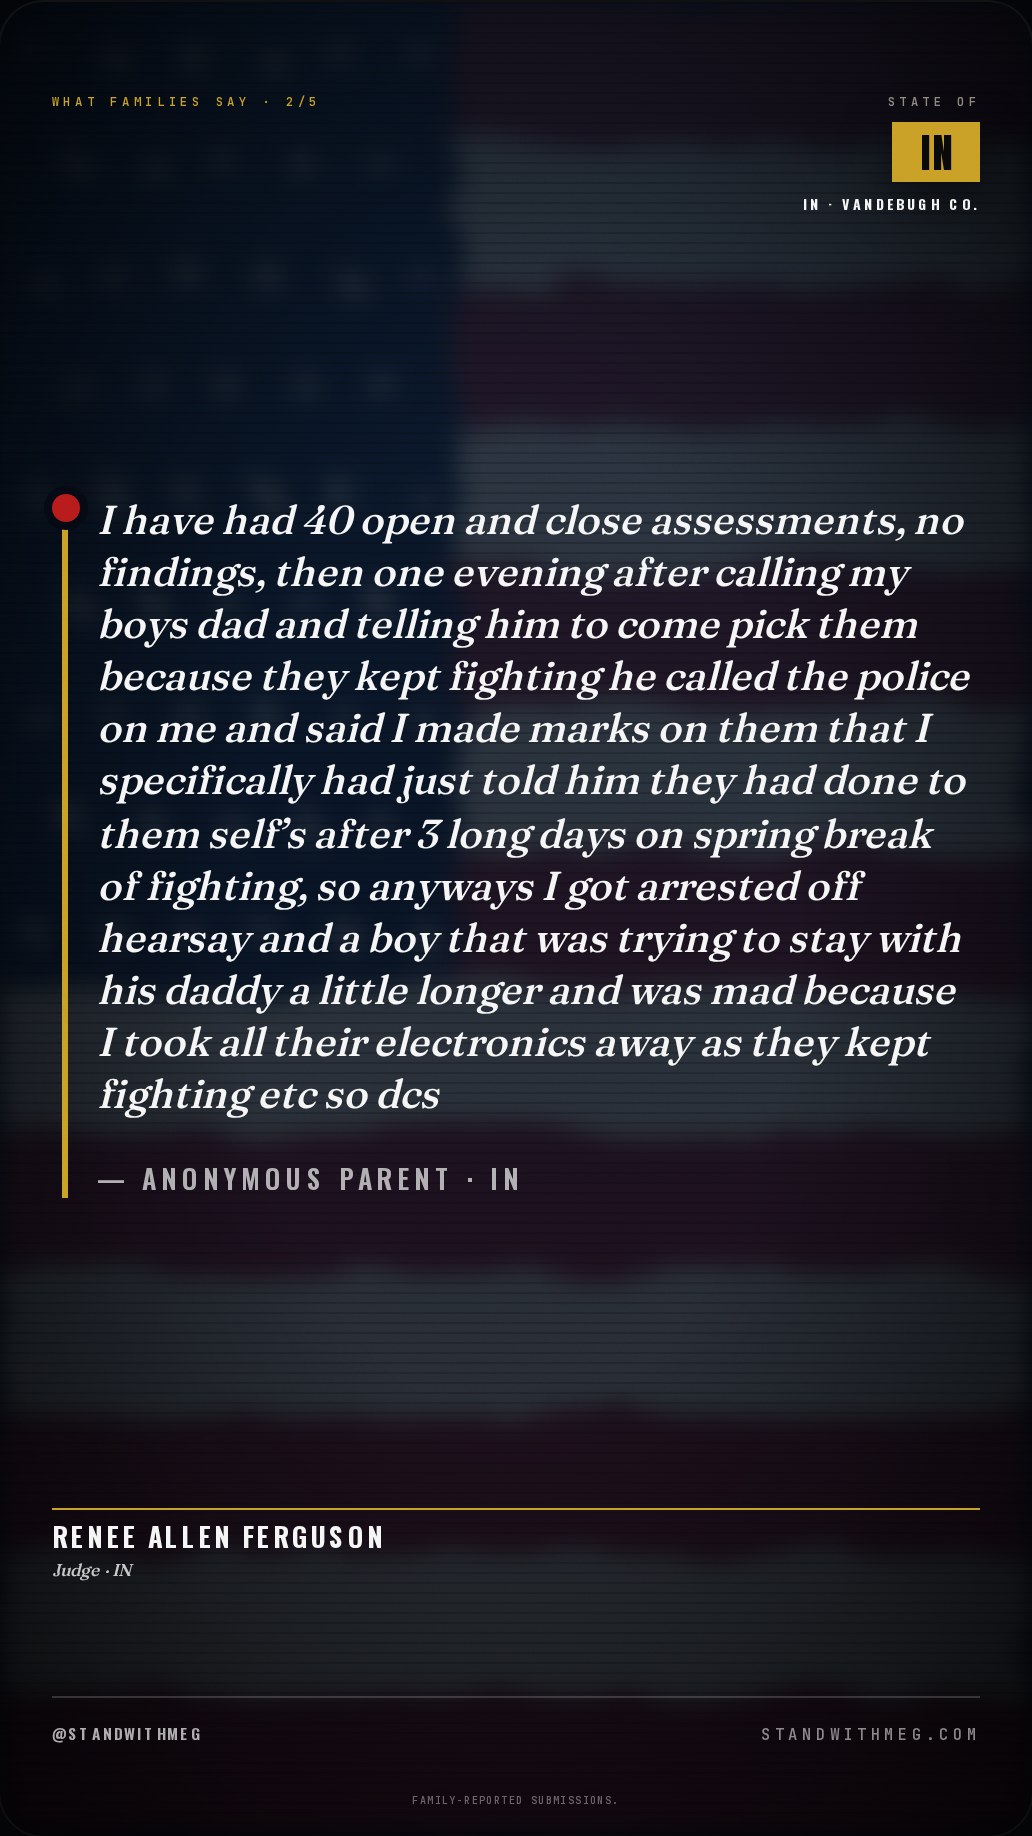 WHAT FAMILIES SAY · 2/5
STATE OF
IN
IN · VANDEBUGH CO.
I have had 40 open and close assessments, no
findings, then one evening after calling my
boys dad and telling him to come pick them
because they kept fighting he called the police
on me and said I made marks on them that I
specifically had just told him they had done to
them self’s after 3 long days on spring break
of fighting, so anyways I got arrested off
hearsay and a boy that was trying to stay with
his daddy a little longer and was mad because
I took all their electronics away as they kept
fighting etc so dcs
— ANONYMOUS PARENT · IN
RENEE ALLEN FERGUSON
Judge · IN
@STANDWITHMEG
STANDWITHMEG.COM
FAMILY-REPORTED SUBMISSIONS.